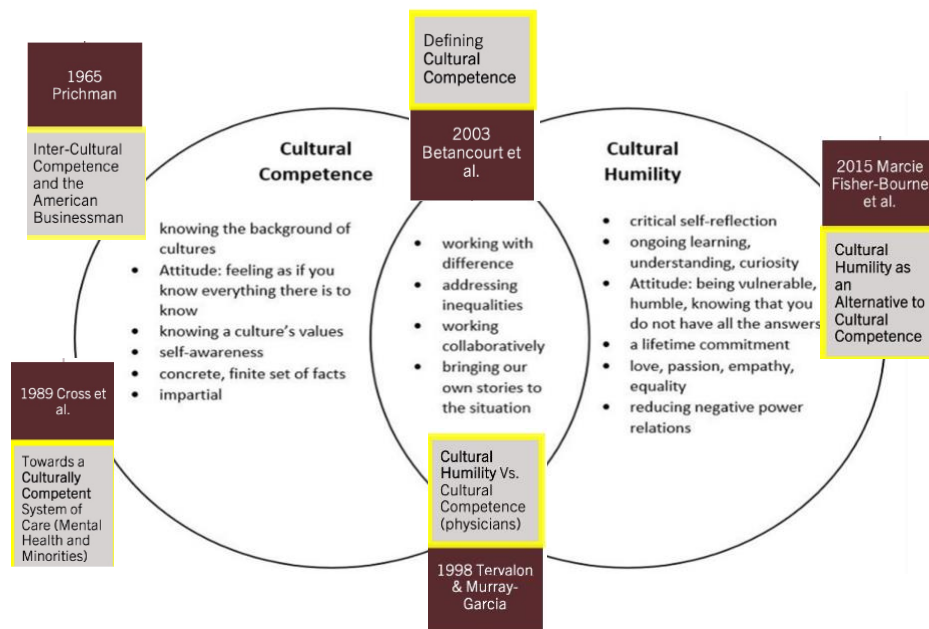 Defining
Cultural
Competence
2003
Betancourt et
al.
1965
Prichman
Inter-Cultural
Competence
and the
American
Businessman
Cultural
Competence
knowing the background of
cultures
• Attitude: feeling as if you
know everything there is to
know
• knowing a culture's values
• self-awareness
• concrete, finite set of facts
• impartial
1989 Cross et
al.
Towards a
Culturally
Competent
System of
Care (Mental
Health and
Minorities)
• working with
difference
• addressing
inequalities
• working
collaboratively
• bringing our
own stories to
the situation
Cultural
Humility Vs.
Cultural
Competence
(physicians)
1998 Tervalon
& Murray-
Garcia
Cultural
Humility
• critical self-reflection
• ongoing learning,
understanding, curiosity
• Attitude: being vulnerable,
humble, knowing that you
do not have all the answers
• a lifetime commitment
• love, passion, empathy,
equality
• reducing negative power
relations
2015 Marcie
Fisher-Bourne
et al.
Cultural
Humility as
an
Alternative to
Cultural
Competence